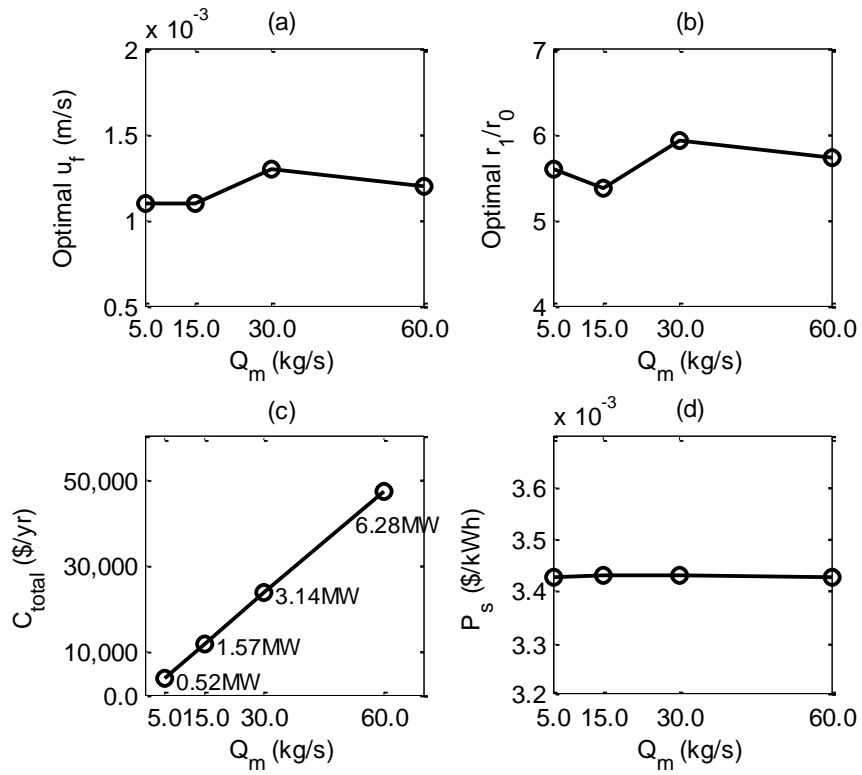 (a)
x 10^-3
2
1.5
1
0.5
Optimal u_f (m/s)
5.0 15.0 30.0 60.0
Q_m (kg/s)
(b)
7
6
5
4
Optimal r_1/r_0
5.0 15.0 30.0 60.0
Q_m (kg/s)
(c)
50,000
30,000
10,000
0.0
C_total ($/yr)
6.28MW
3.14MW
1.57MW
0.52MW
5.0 15.0 30.0 60.0
Q_m (kg/s)
(d)
x 10^-3
3.6
3.5
3.4
3.3
3.2
P_s ($/kWh)
5.0 15.0 30.0 60.0
Q_m (kg/s)